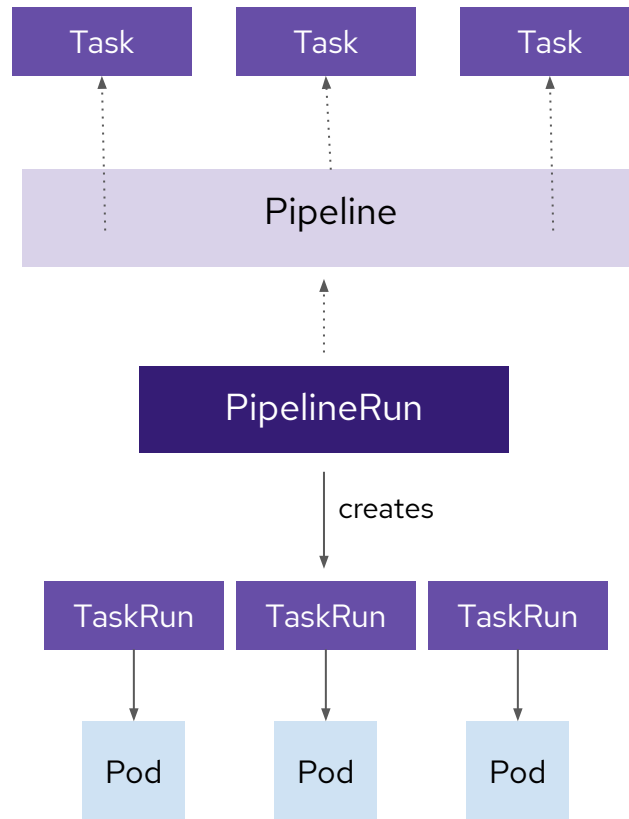 Task
Task
Task
Pipeline
PipelineRun
creates
TaskRun
TaskRun
TaskRun
Pod
Pod
Pod